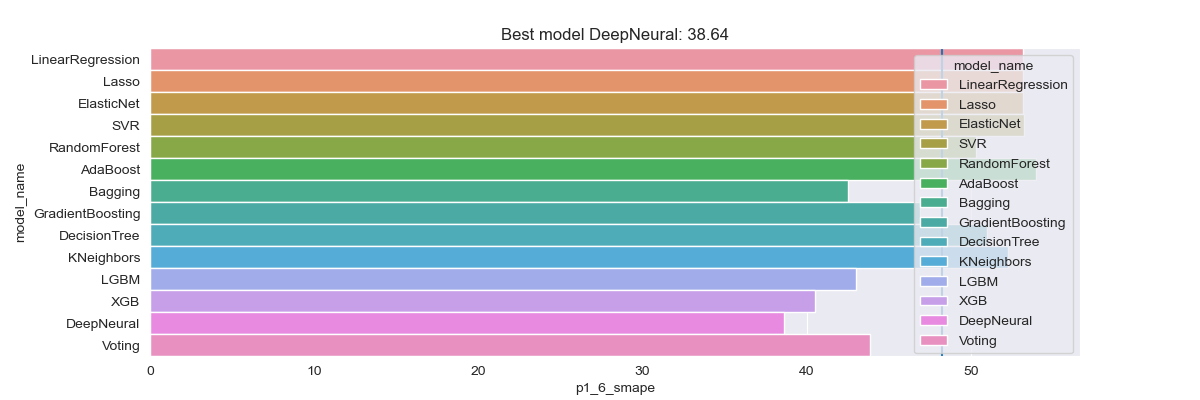 Best model DeepNeural: 38.64
model_name
LinearRegression
Lasso
ElasticNet
SVR
RandomForest
AdaBoost
Bagging
GradientBoosting
DecisionTree
KNeighbors
LGBM
XGB
DeepNeural
Voting
0 10 20 30 40 50
p1_6_smape
model_name
LinearRegression
Lasso
ElasticNet
SVR
RandomForest
AdaBoost
Bagging
GradientBoosting
DecisionTree
KNeighbors
LGBM
XGB
DeepNeural
Voting